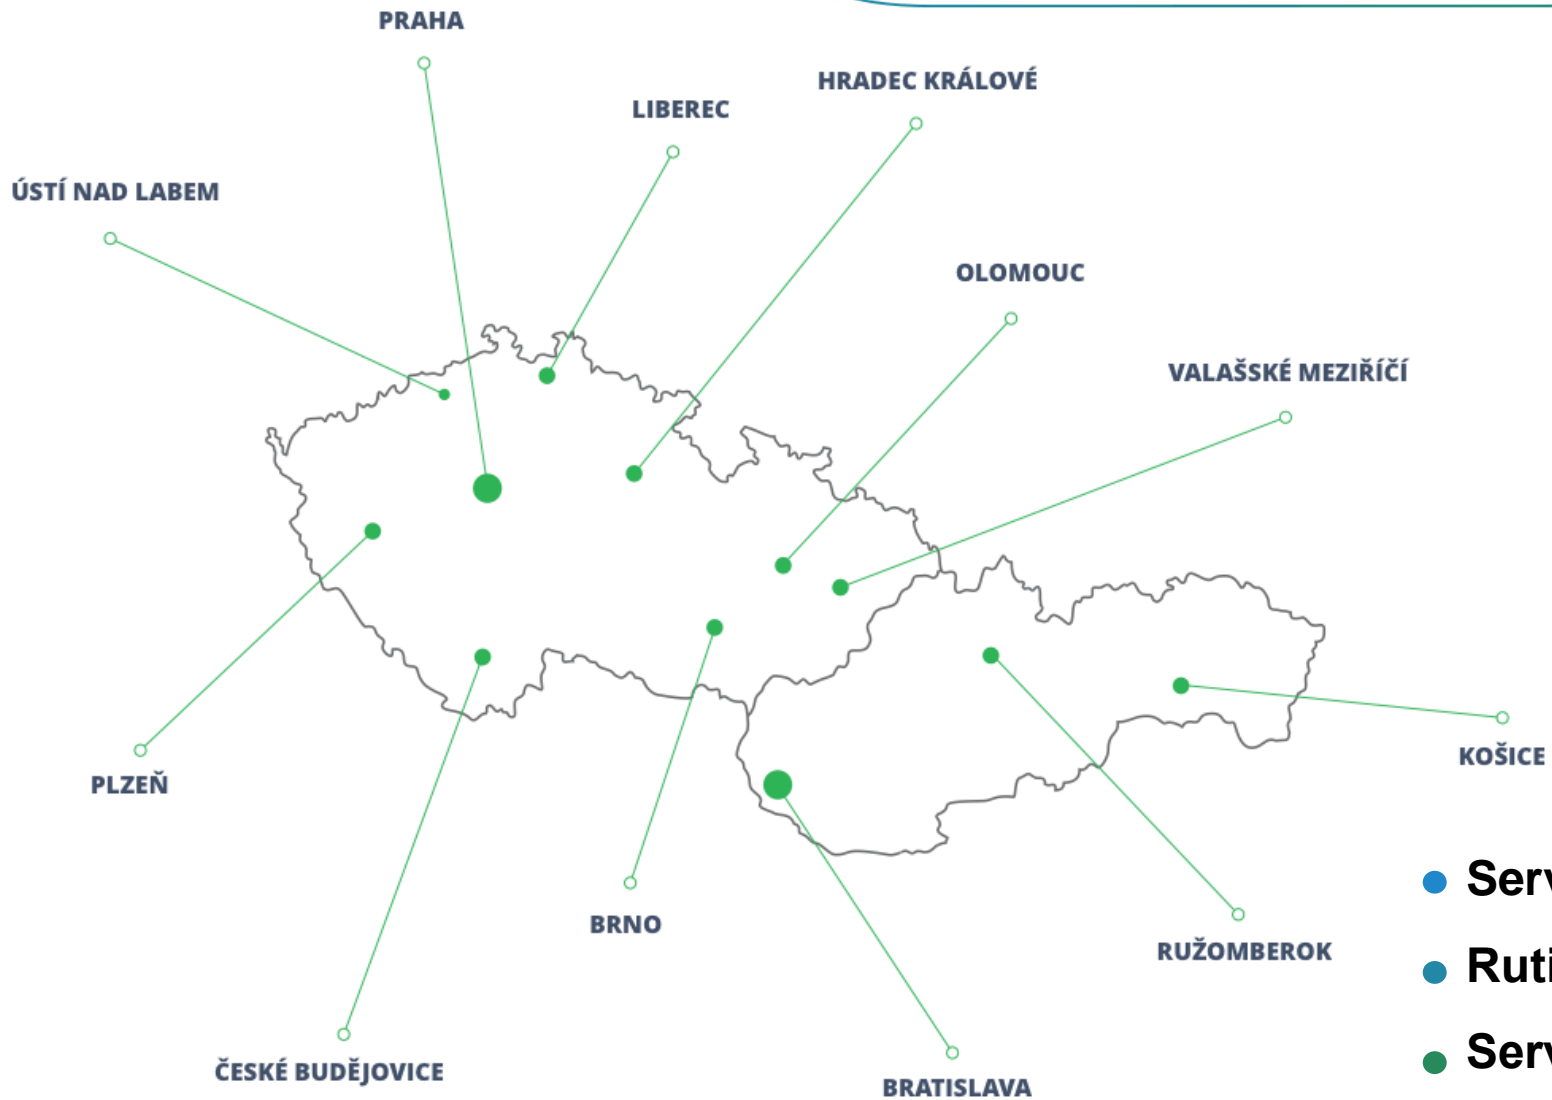 PRAHA
HRADEC KRÁLOVÉ
LIBEREC
ÚSTÍ NAD LABEM
OLOMOUC
VALAŠSKÉ MEZIŘÍČÍ
KOŠICE
PLZEŇ
BRNO
RUŽOMBEROK
ČESKÉ BUDĚJOVICE
BRATISLAVA